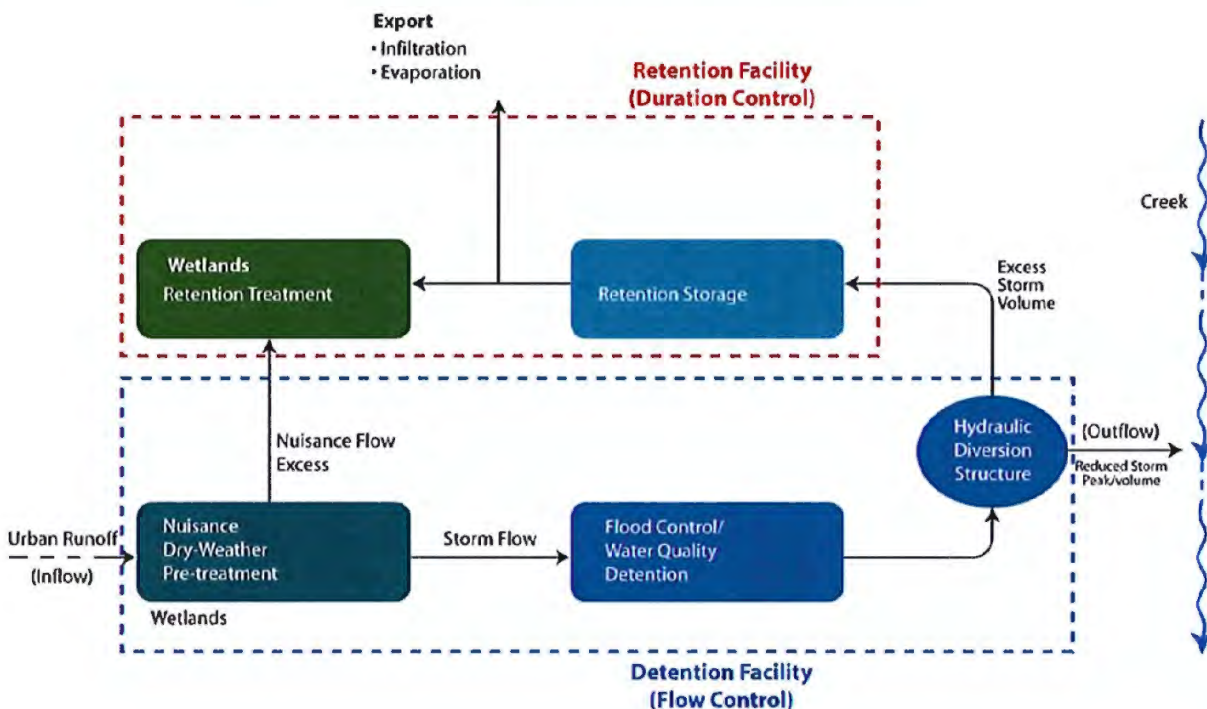 Export
• Infiltration
• Evaporation
Retention Facility
(Duration Control)
Creek
Wetlands
Retention Treatment
Retention Storage
Excess
Storm
Volume
Nuisance Flow
Excess
Hydraulic
Diversion
Structure
(Outflow)
Reduced Storm
Peak/volume
Urban Runoff
(Inflow)
Nuisance
Dry-Weather
Pre-treatment
Storm Flow
Flood Control/
Water Quality
Detention
Wetlands
Detention Facility
(Flow Control)